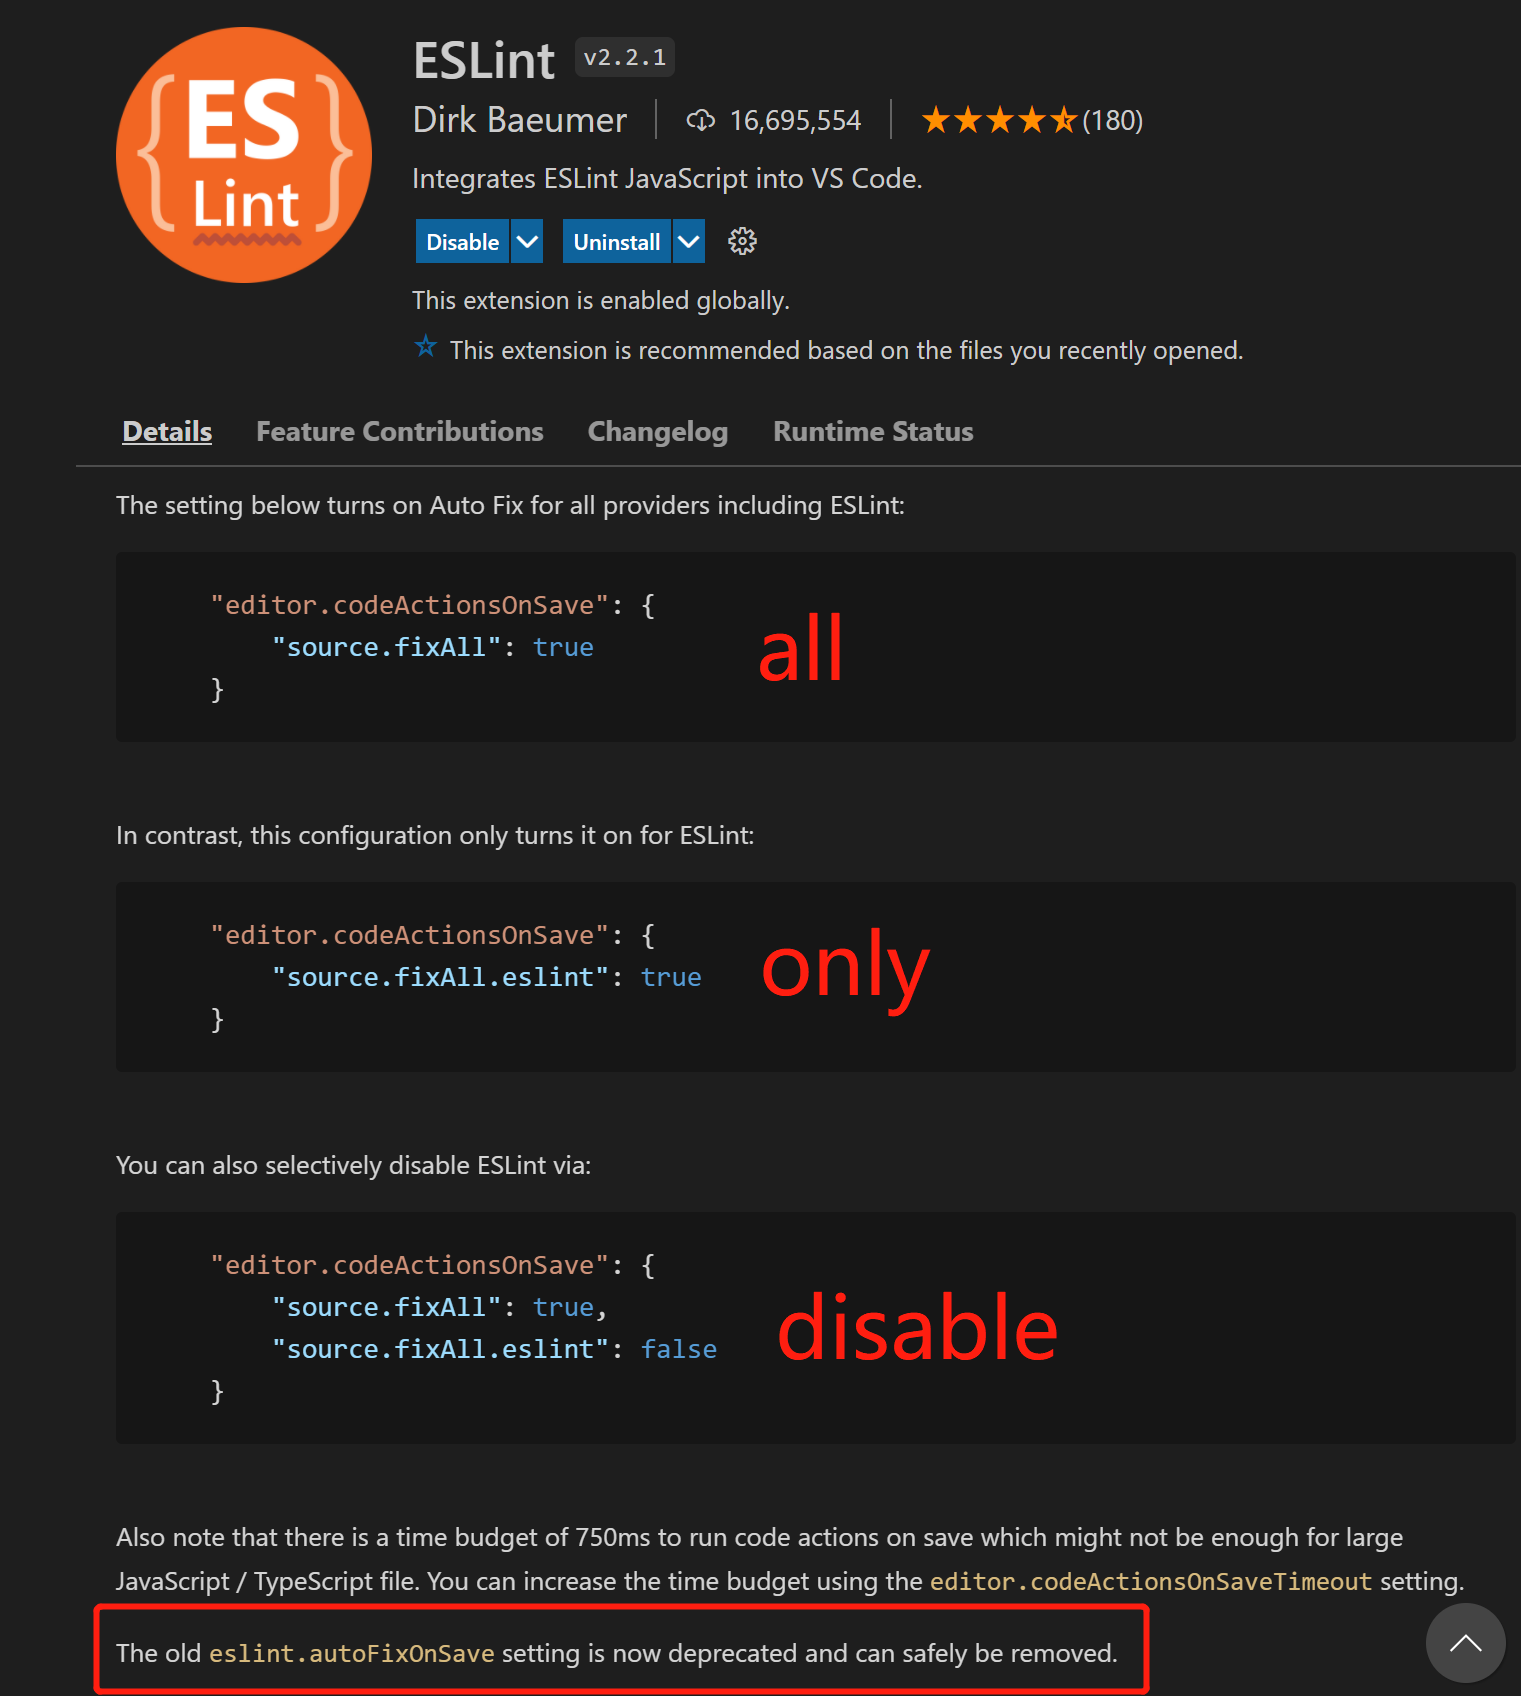 {ES}
Lint
ESLint v2.2.1
Dirk Baeumer 16,695,554 (180)
Integrates ESLint JavaScript into VS Code.
Disable Uninstall
This extension is enabled globally.
This extension is recommended based on the files you recently opened.
Details Feature Contributions Changelog Runtime Status
The setting below turns on Auto Fix for all providers including ESLint:
"editor.codeActionsOnSave": {
"source.fixAll": true
}
all
In contrast, this configuration only turns it on for ESLint:
"editor.codeActionsOnSave": {
"source.fixAll.eslint": true
}
only
You can also selectively disable ESLint via:
"editor.codeActionsOnSave": {
"source.fixAll": true,
"source.fixAll.eslint": false
}
disable
Also note that there is a time budget of 750ms to run code actions on save which might not be enough for large
JavaScript / TypeScript file. You can increase the time budget using the editor.codeActionsOnSaveTimeout setting.
The old eslint.autoFixOnSave setting is now deprecated and can safely be removed.